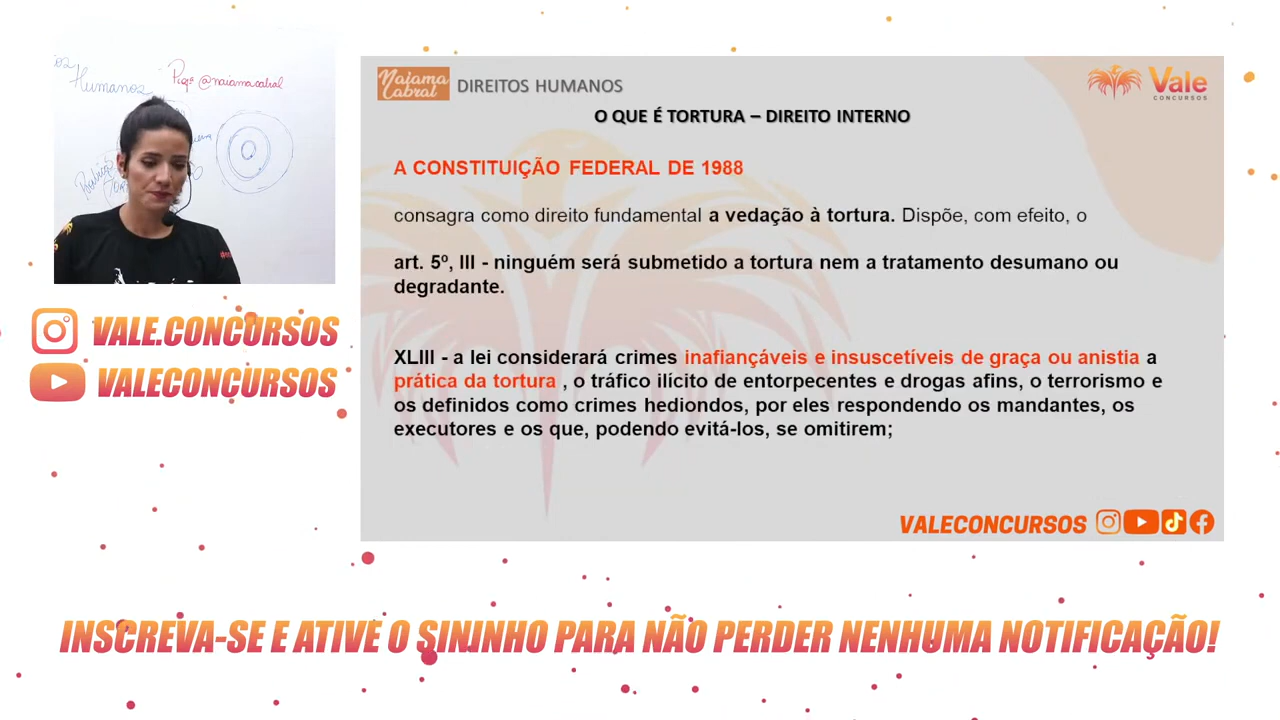 Humanos
Profª @naiamacabral
VALE.CONCURSOS
VALECONCURSOS
Naiama
Cabral
DIREITOS HUMANOS
Vale
CONCURSOS
O QUE É TORTURA – DIREITO INTERNO
A CONSTITUIÇÃO FEDERAL DE 1988
consagra como direito fundamental a vedação à tortura. Dispõe, com efeito, o
art. 5º, III - ninguém será submetido a tortura nem a tratamento desumano ou
degradante.
XLIII - a lei considerará crimes inafiançáveis e insuscetíveis de graça ou anistia a
prática da tortura , o tráfico ilícito de entorpecentes e drogas afins, o terrorismo e
os definidos como crimes hediondos, por eles respondendo os mandantes, os
executores e os que, podendo evitá-los, se omitirem;
VALECONCURSOS
INSCREVA-SE E ATIVE O SININHO PARA NÃO PERDER NENHUMA NOTIFICAÇÃO!